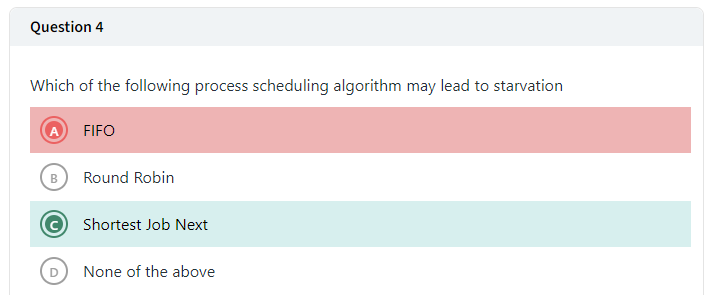 Question 4
Which of the following process scheduling algorithm may lead to starvation
A FIFO
B Round Robin
C Shortest Job Next
D None of the above